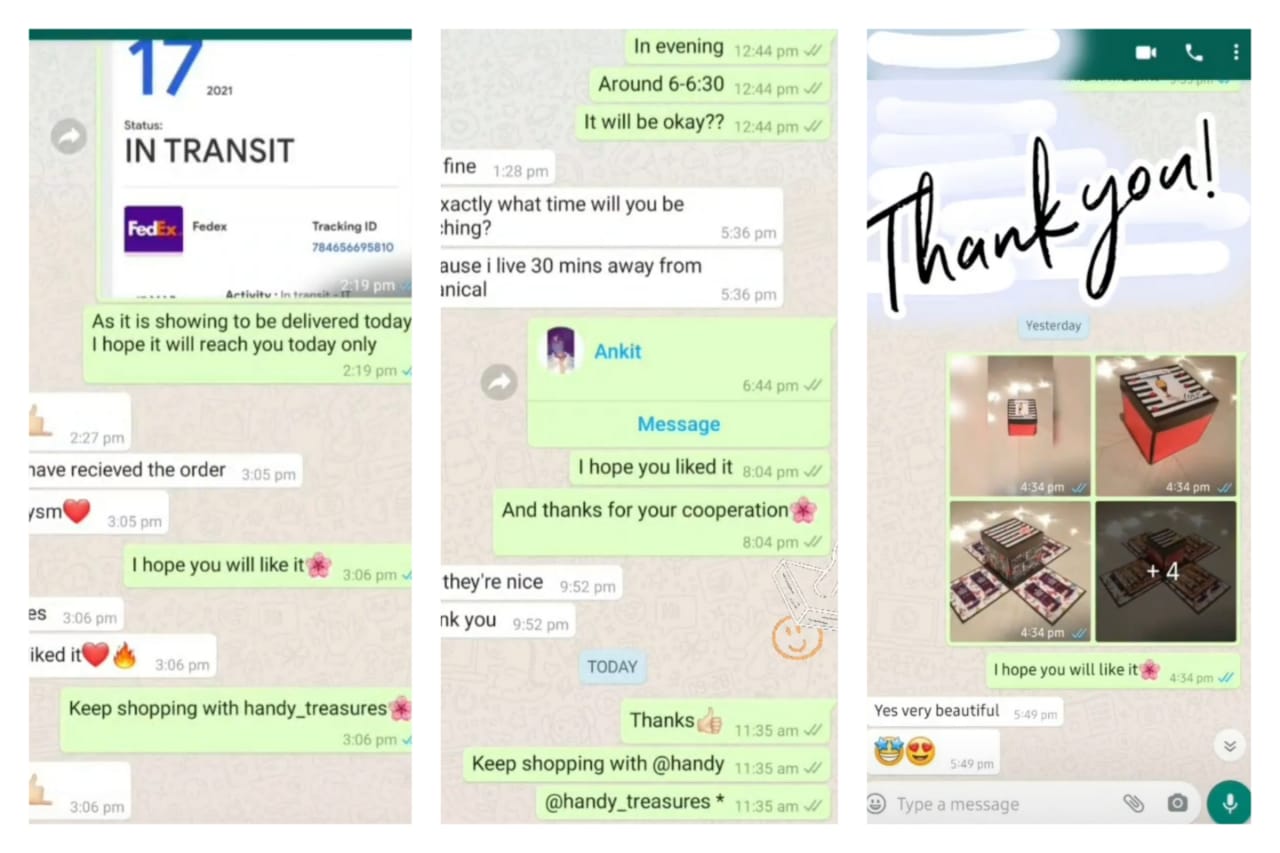 17
2021
Status:
IN TRANSIT
FedEx
Fedex
Tracking ID
784656695810
Activity • In transit - IT
2:19 pm
As it is showing to be delivered today
I hope it will reach you today only
2:19 pm
2:27 pm
have recieved the order 3:05 pm
ysm❤️ 3:05 pm
I hope you will like it🌸 3:06 pm
es 3:06 pm
iked it❤️🔥 3:06 pm
Keep shopping with handy_treasures🌸
3:06 pm
3:06 pm
In evening 12:44 pm
Around 6-6:30 12:44 pm
It will be okay?? 12:44 pm
fine 1:28 pm
xactly what time will you be
ching? 5:36 pm
ause i live 30 mins away from
anical 5:36 pm
Ankit
6:44 pm
Message
I hope you liked it 8:04 pm
And thanks for your cooperation🌸
8:04 pm
they're nice 9:52 pm
nk you 9:52 pm
TODAY
Thanks👍🏻 11:35 am
Keep shopping with @handy 11:35 am
@handy_treasures * 11:35 am
Thank you!
Yesterday
4:34 pm
4:34 pm
4:34 pm
+4
I hope you will like it🌸 4:34 pm
Yes very beautiful 5:49 pm
🤩😍 5:49 pm
Type a message